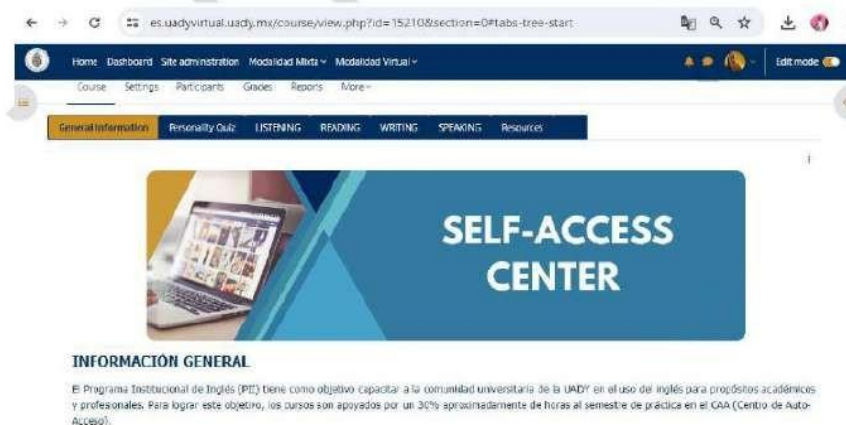 es.uadyvirtual.uady.mx/course/view.php?id=15210&section=0#tabs-tree-start
Home Dashboard Site administration Modalidad Mixta Modalidad Virtual Edit mode
Course Settings Participants Grades Reports More
General Information Personality Quiz LISTENING READING WRITING SPEAKING Resources
SELF-ACCESS
CENTER
INFORMACIÓN GENERAL
El Programa Institucional de Inglés (PII) tiene como objetivo capacitar a la comunidad universitaria de la UADY en el uso del inglés para propósitos académicos
y profesionales. Para lograr este objetivo, los cursos son apoyados por un 30% aproximadamente de horas al semestre de práctica en el CAA (Centro de Auto-
Acceso).